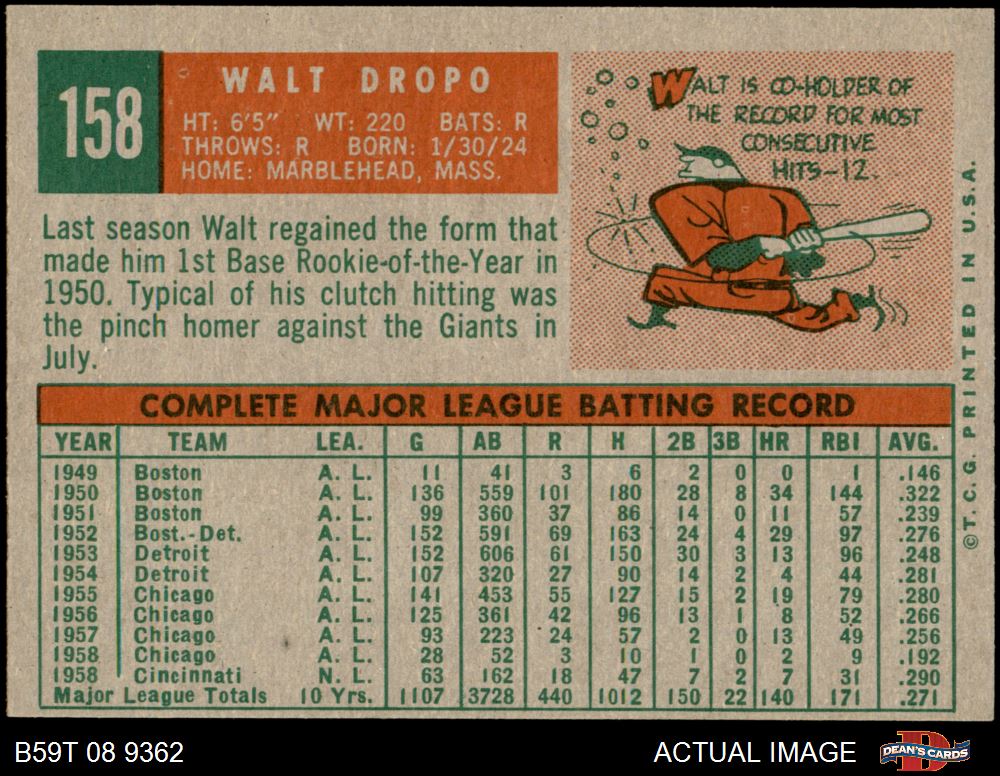 158
WALT DROPO
HT: 6'5" WT: 220 BATS: R
THROWS: R BORN: 1/30/24
HOME: MARBLEHEAD, MASS.
WALT IS CO-HOLDER OF
THE RECORD FOR MOST
CONSECUTIVE
HITS-12.
Last season Walt regained the form that
made him 1st Base Rookie-of-the-Year in
1950. Typical of his clutch hitting was
the pinch homer against the Giants in
July.
COMPLETE MAJOR LEAGUE BATTING RECORD
YEAR TEAM LEA. G AB R H 2B 3B HR RBI AVG.
1949 Boston A. L. 11 41 3 6 2 0 0 1 .146
1950 Boston A. L. 136 559 101 180 28 8 34 144 .322
1951 Boston A. L. 99 360 37 86 14 0 11 57 .239
1952 Bost.-Det. A. L. 152 591 69 163 24 4 29 97 .276
1953 Detroit A. L. 152 606 61 150 30 3 13 96 .248
1954 Detroit A. L. 107 320 27 90 14 2 4 44 .281
1955 Chicago A. L. 141 453 55 127 15 2 19 79 .280
1956 Chicago A. L. 125 361 42 96 13 1 8 52 .266
1957 Chicago A. L. 93 223 24 57 2 0 13 49 .256
1958 Chicago A. L. 28 52 3 10 1 0 2 9 .192
1958 Cincinnati N. L. 63 162 18 47 7 2 7 31 .290
Major League Totals 10 Yrs. 1107 3728 440 1012 150 22 140 171 .271
© T. C. G. PRINTED IN U.S.A.
B59T 08 9362
ACTUAL IMAGE
DEAN'S CARDS